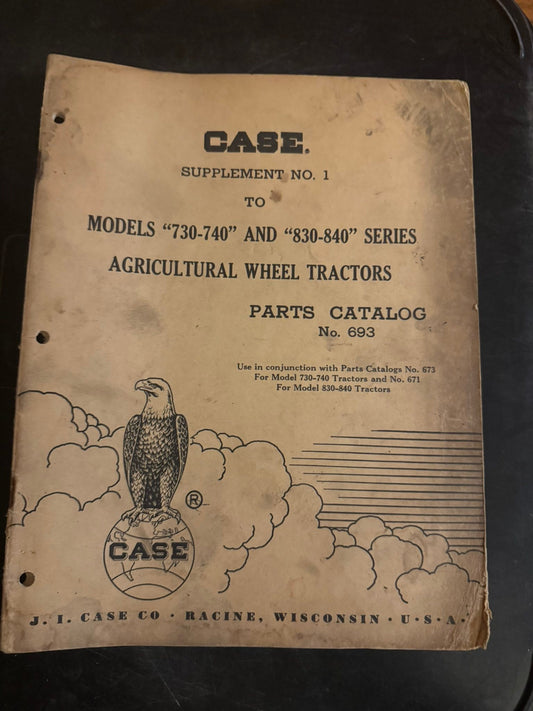 CASE.
SUPPLEMENT NO. 1
TO
MODELS "730-740" AND "830-840" SERIES
AGRICULTURAL WHEEL TRACTORS
PARTS CATALOG
No. 693
Use in conjunction with Parts Catalogs No. 673
For Model 730-740 Tractors and No. 671
For Model 830-840 Tractors
®
CASE
J. I. CASE CO · RACINE, WISCONSIN · U · S · A ·